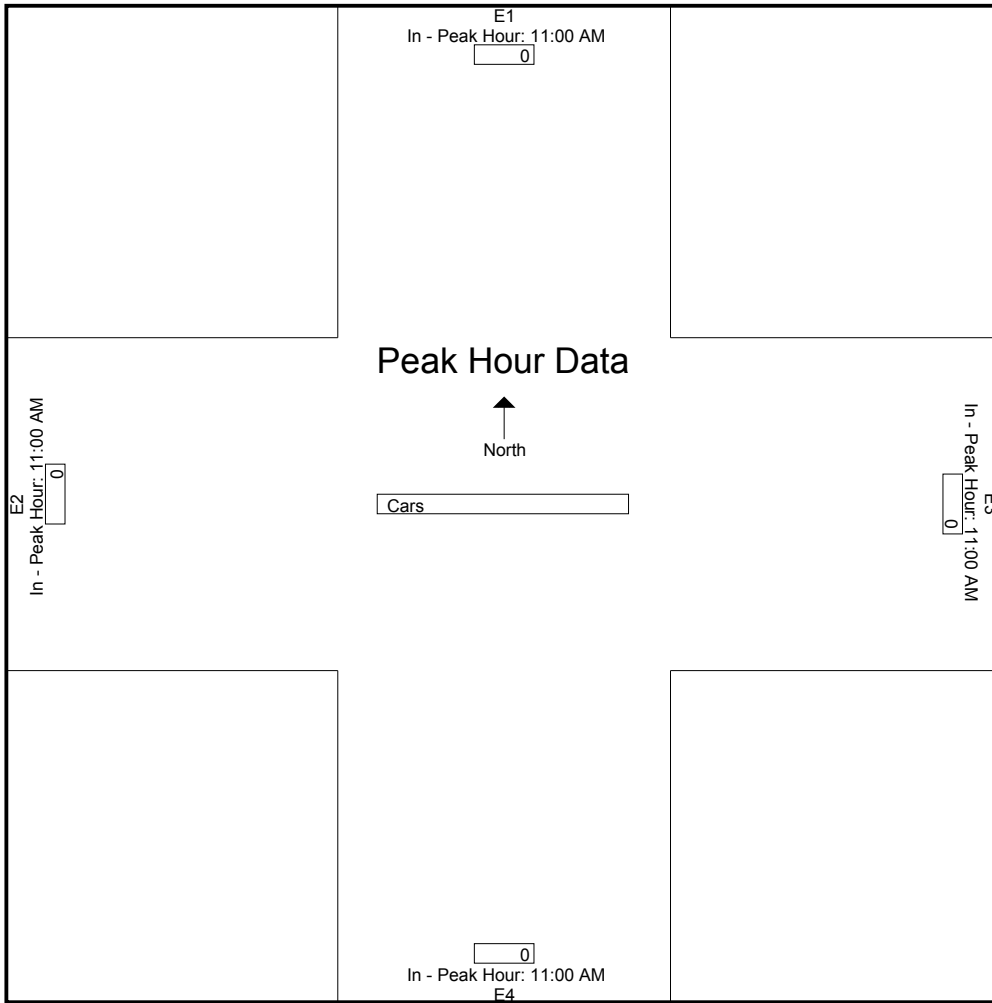 E1
In - Peak Hour: 11:00 AM
0
Peak Hour Data
North
E2
In - Peak Hour: 11:00 AM
0
Cars
0
In - Peak Hour: 11:00 AM
E3
0
In - Peak Hour: 11:00 AM
E4